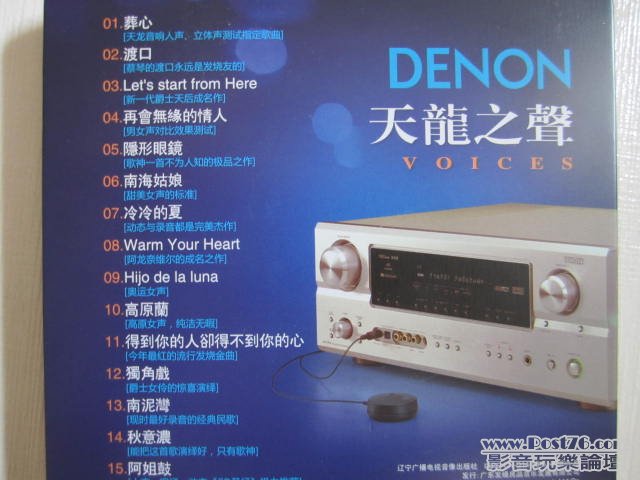 01.葬心
[天龙音响人声、立体声测试指定歌曲]
02.渡口
[蔡琴的渡口永远是发烧友的]
03.Let's start from Here
[新一代爵士天后成名作]
04.再會無緣的情人
[男女声对比效果测试]
05.隱形眼鏡
[歌神一首不为人知的极品之作]
06.南海姑娘
[甜美女声的标准]
07.冷冷的夏
[动态与录音都是完美杰作]
08.Warm Your Heart
[阿龙奈维尔的成名之作]
09.Hijo de la luna
[奥运女声]
10.高原蘭
[高原女声，纯洁无暇]
11.得到你的人卻得不到你的心
[今年最红的流行发烧金曲]
12.獨角戲
[爵士女伶的惊喜演绎]
13.南泥灣
[现时最好录音的经典民歌]
14.秋意濃
[能把这首歌演绎好，只有歌神]
15.阿姐鼓
DENON
天龍之聲
VOICES
辽宁广播电视音像出版社
www.Post76.com
影音玩樂論壇